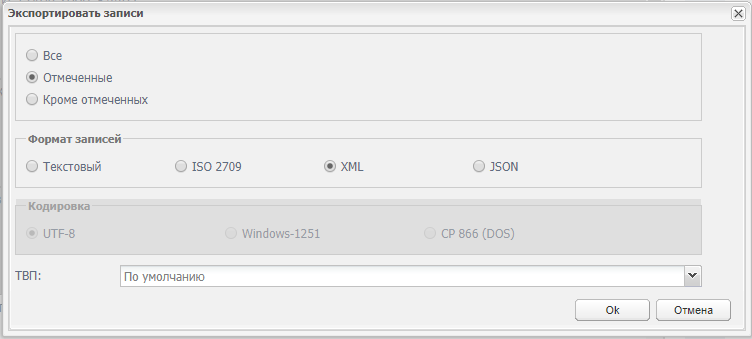 Экспортировать записи
Все
Отмеченные
Кроме отмеченных
Формат записей
Текстовый ISO 2709 XML JSON
Кодировка
UTF-8 Windows-1251 CP 866 (DOS)
ТВП: По умолчанию
Ok Отмена